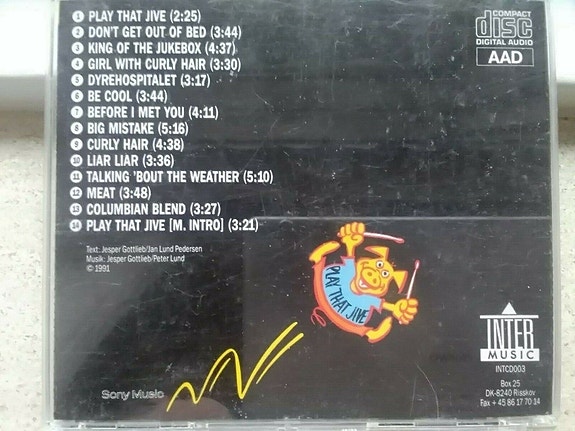 1 PLAY THAT JIVE (2:25)
2 DON'T GET OUT OF BED (3:44)
3 KING OF THE JUKEBOX (4:37)
4 GIRL WITH CURLY HAIR (3:30)
5 DYREHOSPITALET (3:17)
6 BE COOL (3:44)
7 BEFORE I MET YOU (4:11)
8 BIG MISTAKE (5:16)
9 CURLY HAIR (4:38)
10 LIAR LIAR (3:36)
11 TALKING 'BOUT THE WEATHER (5:10)
12 MEAT (3:48)
13 COLUMBIAN BLEND (3:27)
14 PLAY THAT JIVE [M. INTRO] (3:21)
Text: Jesper Gottlieb/Jan Lund Pedersen
Musik: Jesper Gottlieb/Peter Lund
© 1991
COMPACT
disc
DIGITAL AUDIO
AAD
PLAY THAT JIVE
Sony Music
INTER
MUSIC
INTCD003
Box 25
DK-8240 Risskov
Fax + 45 86 17 70 14